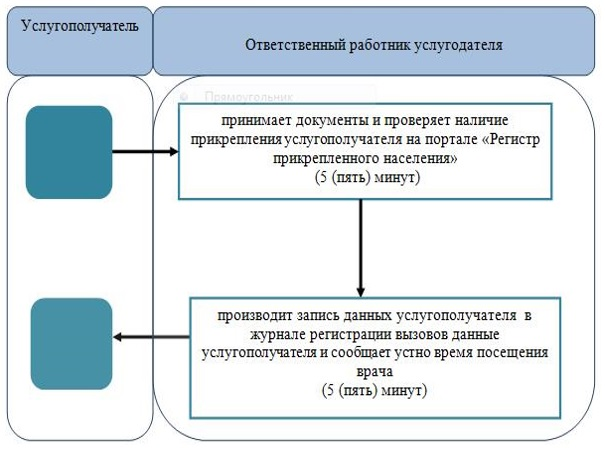 Услугополучатель
Ответственный работник услугодателя
Прямоугольник
принимает документы и проверяет наличие
прикрепления услугополучателя на портале «Регистр
прикрепленного населения»
(5 (пять) минут)
производит запись данных услугополучателя в
журнале регистрации вызовов данные
услугополучателя и сообщает устно время посещения
врача
(5 (пять) минут)